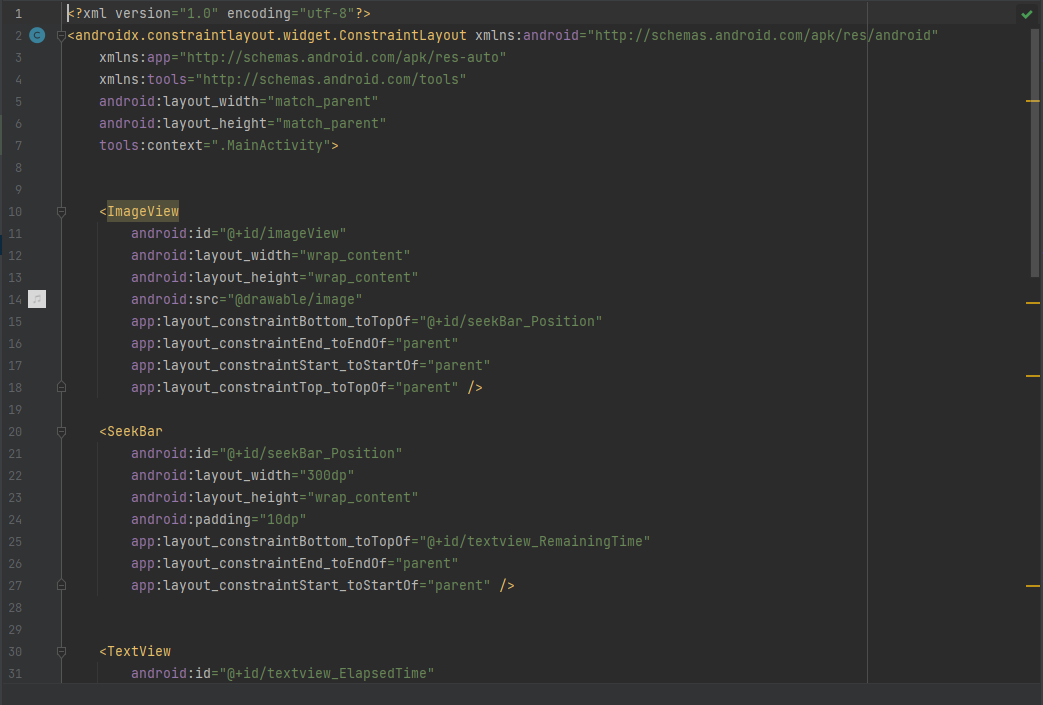 1 <?xml version="1.0" encoding="utf-8"?>
2 C <androidx.constraintlayout.widget.ConstraintLayout xmlns:android="http://schemas.android.com/apk/res/android"
3 xmlns:app="http://schemas.android.com/apk/res-auto"
4 xmlns:tools="http://schemas.android.com/tools"
5 android:layout_width="match_parent"
6 android:layout_height="match_parent"
7 tools:context=".MainActivity">
8
9
10 <ImageView
11 android:id="@+id/imageView"
12 android:layout_width="wrap_content"
13 android:layout_height="wrap_content"
14 android:src="@drawable/image"
15 app:layout_constraintBottom_toTopOf="@+id/seekBar_Position"
16 app:layout_constraintEnd_toEndOf="parent"
17 app:layout_constraintStart_toStartOf="parent"
18 app:layout_constraintTop_toTopOf="parent" />
19
20 <SeekBar
21 android:id="@+id/seekBar_Position"
22 android:layout_width="300dp"
23 android:layout_height="wrap_content"
24 android:padding="10dp"
25 app:layout_constraintBottom_toTopOf="@+id/textview_RemainingTime"
26 app:layout_constraintEnd_toEndOf="parent"
27 app:layout_constraintStart_toStartOf="parent" />
28
29
30 <TextView
31 android:id="@+id/textview_ElapsedTime"